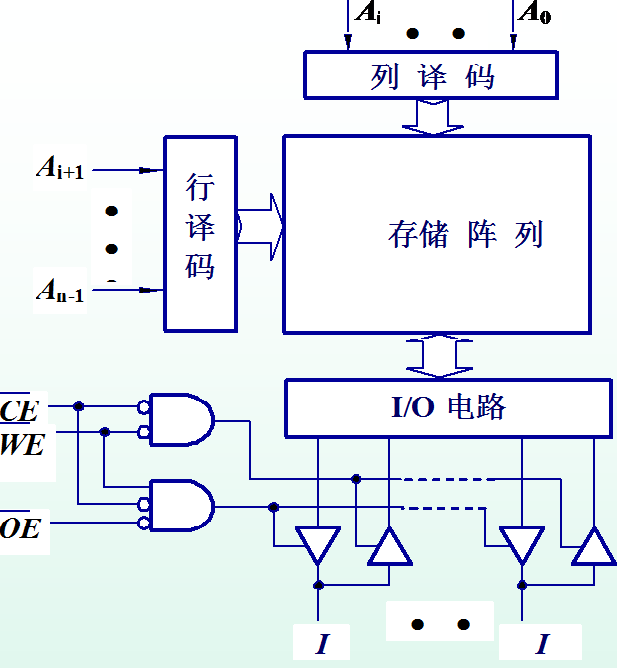 Ai A0
列 译 码
Ai+1
行
译
码
存储 阵 列
An-1
I/O 电路
CE
WE
OE
I I